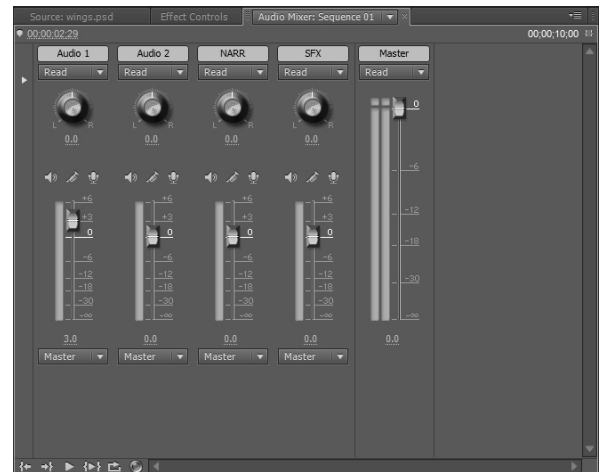 Source: wings.psd Effect Controls Audio Mixer: Sequence 01
00;00;02;29 00;00;10;00
Audio 1 Audio 2 NARR SFX Master
Read Read Read Read Read
L R L R L R L R
0.0 0.0 0.0 0.0
+6 +6 +6 +6 0
+3 +3 +3 +3 -6
0 0 0 0 -12
-6 -6 -6 -6 -18
-12 -12 -12 -12 -30
-18 -18 -18 -18
-30 -30 -30 -30
-∞ -∞ -∞ -∞ -∞
3.0 0.0 0.0 0.0 0.0
Master Master Master Master